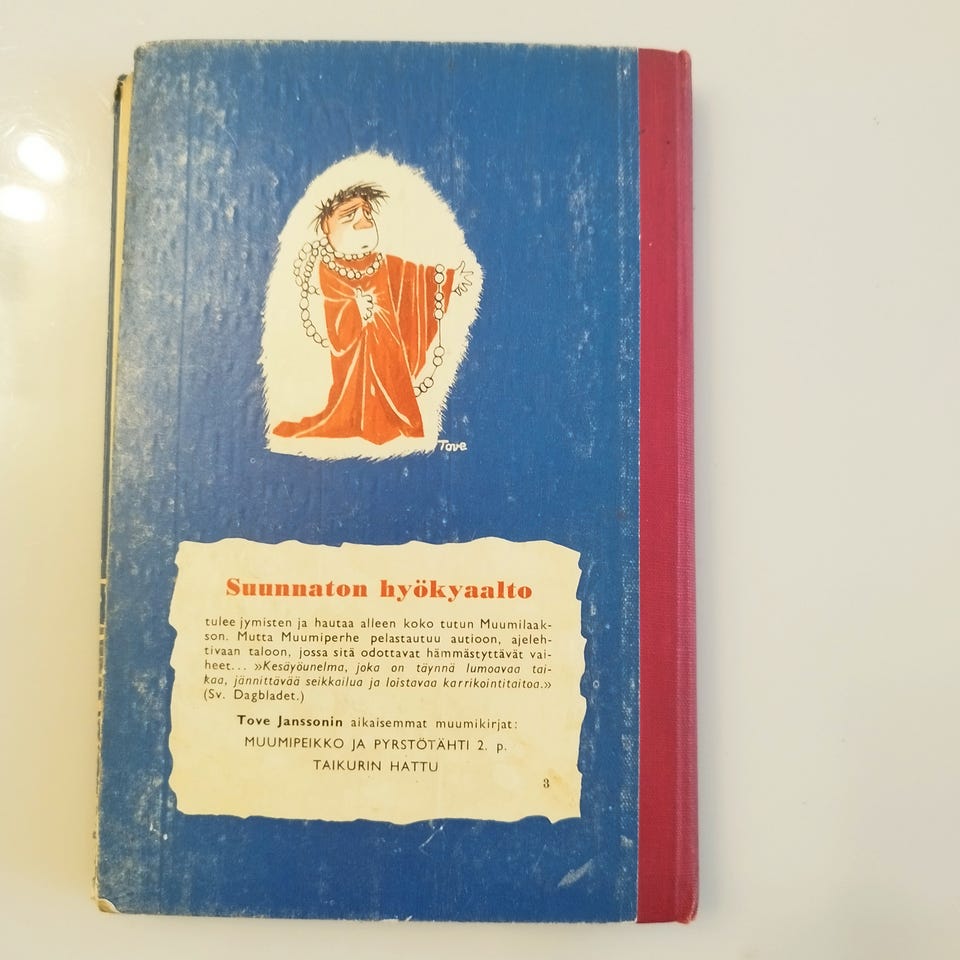 Tove
Suunnaton hyökyaalto
tulee jymisten ja hautaa alleen koko tutun Muumilaak-
son. Mutta Muumiperhe pelastautuu autioon, ajeleh-
tivaan taloon, jossa sitä odottavat hämmästyttävät vai-
heet... »Kesäyöunelma, joka on täynnä lumoavaa tai-
kaa, jännittävää seikkailua ja loistavaa karrikointitaitoa.»
(Sv. Dagbladet.)
Tove Janssonin aikaisemmat muumikirjat:
MUUMIPEIKKO JA PYRSTÖTÄHTI 2. p.
TAIKURIN HATTU
3